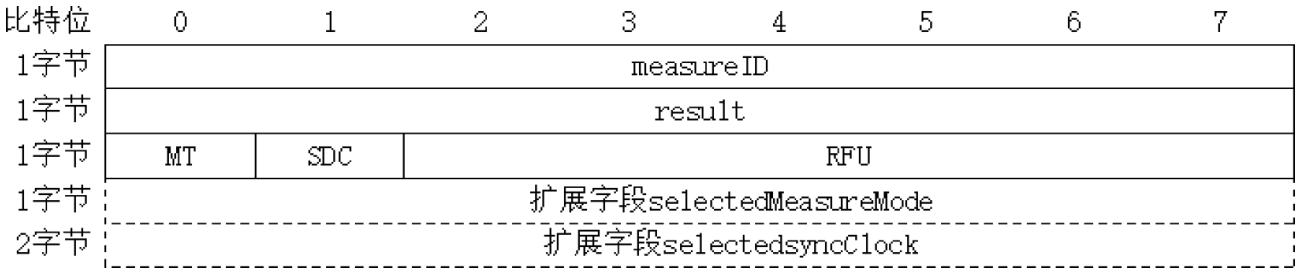 比特位 0 1 2 3 4 5 6 7
1字节 measureID
1字节 result
1字节 MT SDC RFU
1字节 扩展字段selectedMeasureMode
2字节 扩展字段selectedsyncClock